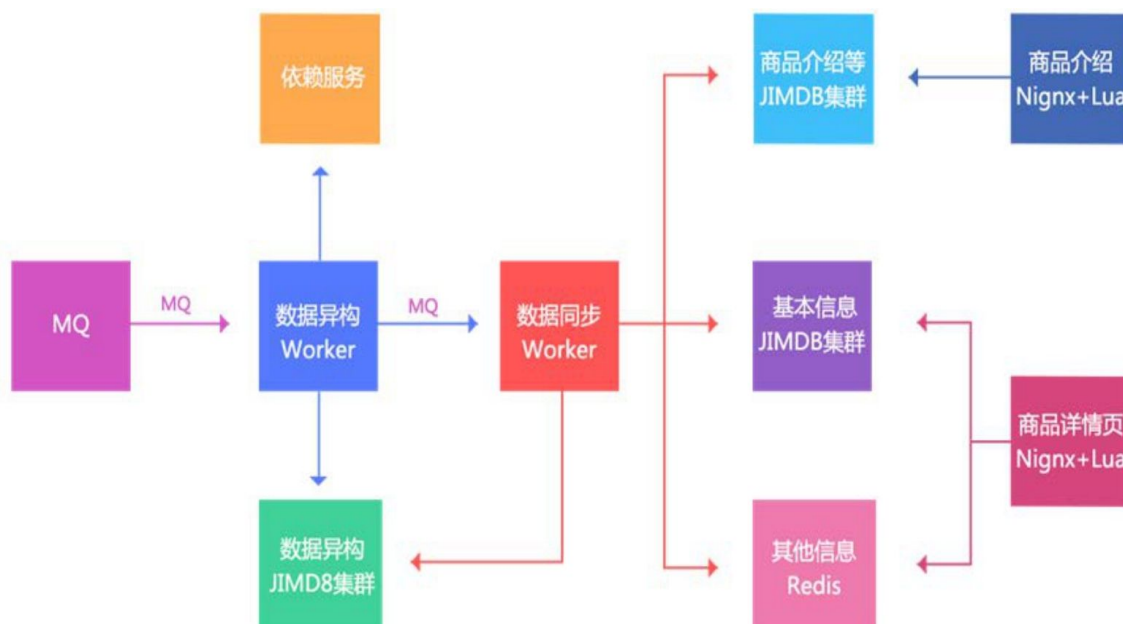 依赖服务
商品介绍等
JIMDB集群
商品介绍
Nignx+Lua
MQ
MQ
数据异构
Worker
MQ
数据同步
Worker
基本信息
JIMDB集群
商品详情页
Nignx+Lua
数据异构
JIMD8集群
其他信息
Redis